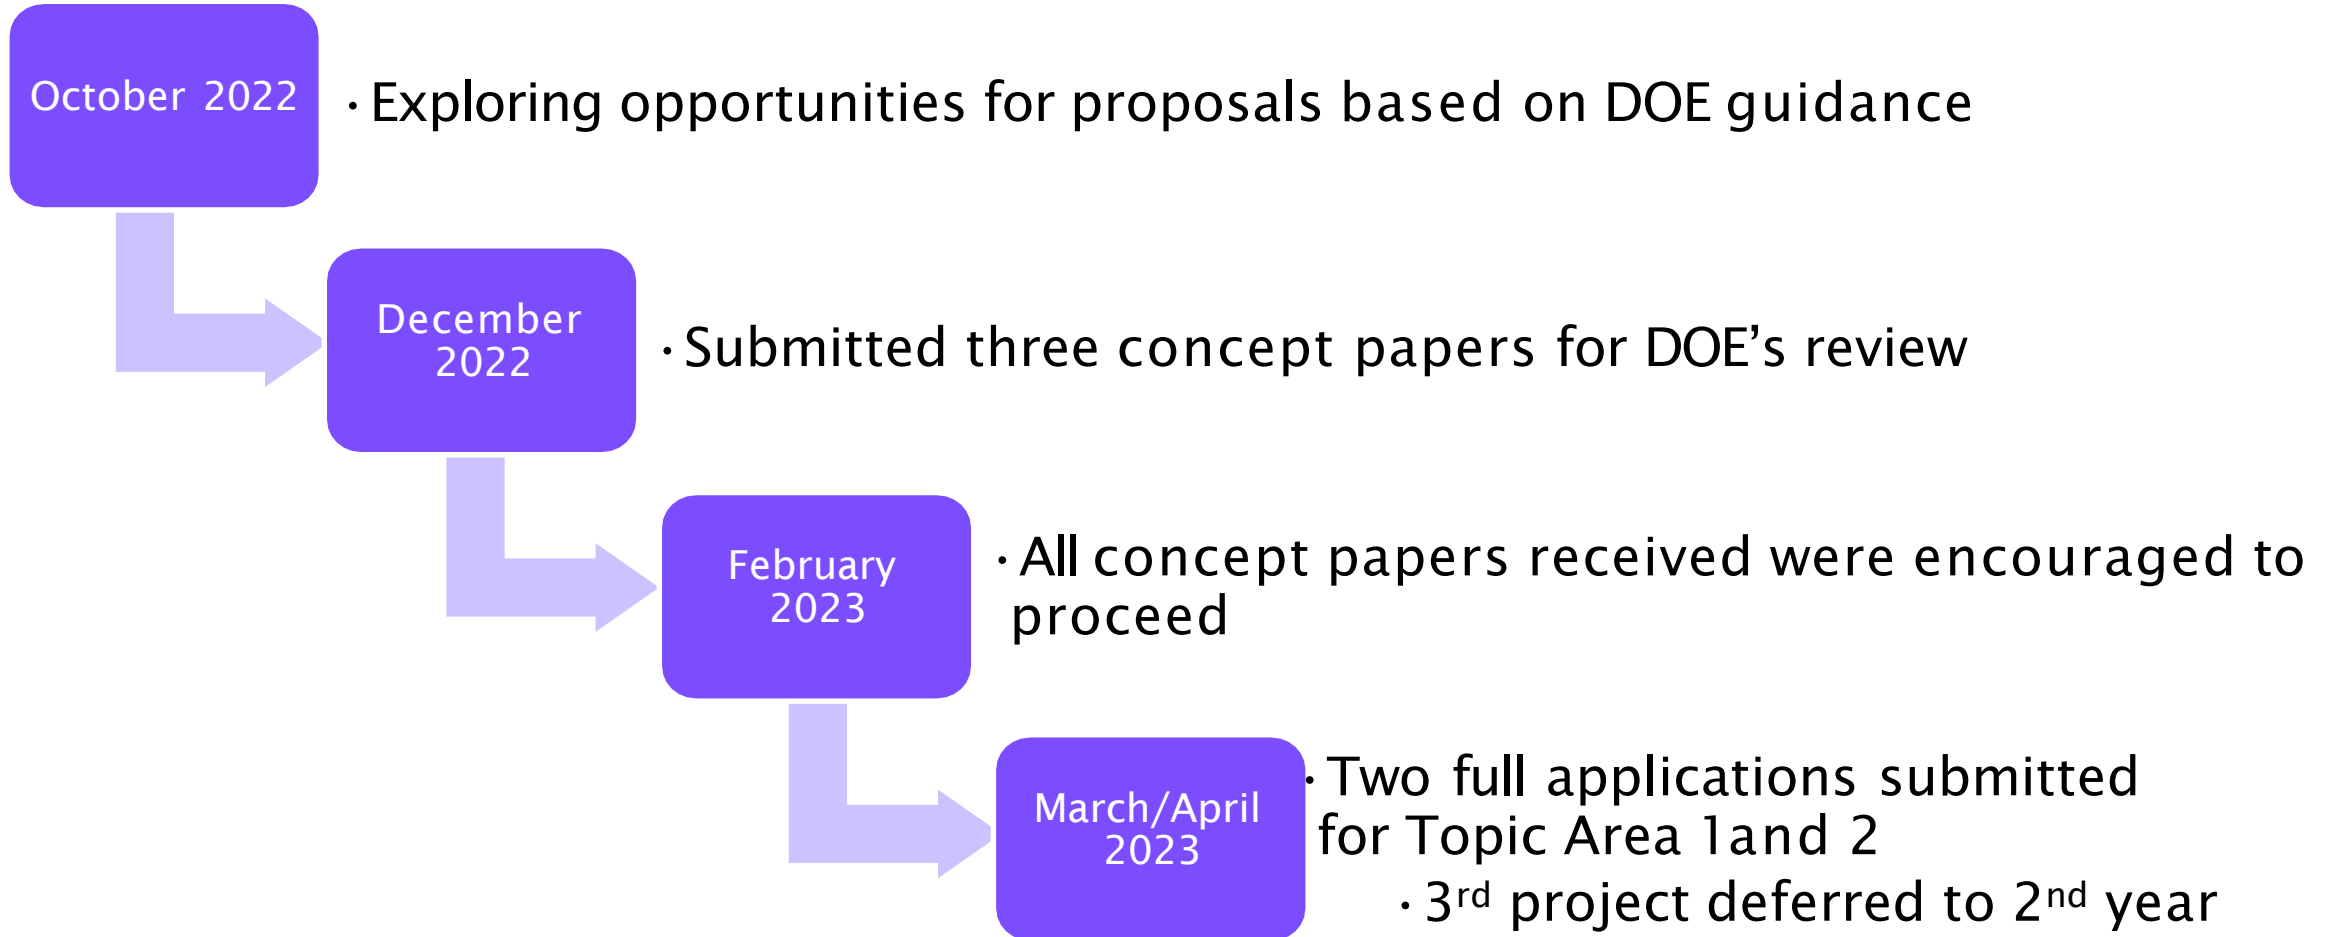 October 2022
· Exploring opportunities for proposals based on DOE guidance
December
2022
· Submitted three concept papers for DOE’s review
February
2023
· All concept papers received were encouraged to
proceed
March/April
2023
· Two full applications submitted
for Topic Area 1and 2
· 3rd project deferred to 2nd year